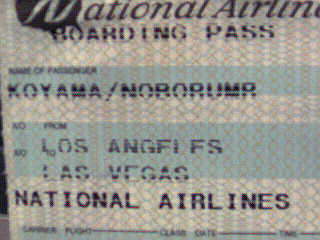 National Airlin
BOARDING PASS
NAME OF PASSENGER
KOYAMA/NOBORUMR
X/O FROM
LOS ANGELES
X/O TO
LAS VEGAS
NATIONAL AIRLINES
CARRIER FLIGHT CLASS DATE TIME